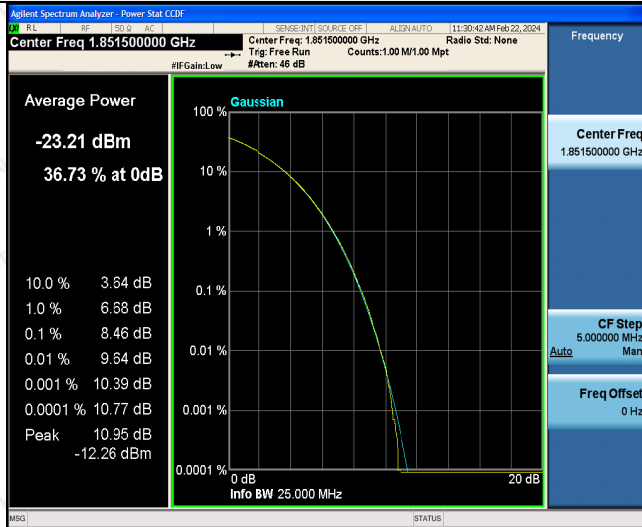 Agilent Spectrum Analyzer - Power Stat CCDF
RL RF 50 Ω AC SENSE:INT SOURCE OFF ALIGN AUTO 11:30:42 AM Feb 22, 2024
Center Freq 1.851500000 GHz
Center Freq: 1.851500000 GHz
Radio Std: None
Trig: Free Run
Counts:1.00 M/1.00 Mpt
#IFGain:Low
#Atten: 46 dB
Frequency
Average Power
-23.21 dBm
36.73 % at 0dB
10.0 % 3.64 dB
1.0 % 6.68 dB
0.1 % 8.46 dB
0.01 % 9.64 dB
0.001 % 10.39 dB
0.0001 % 10.77 dB
Peak 10.95 dB
-12.26 dBm
Gaussian
100 %
10 %
1 %
0.1 %
0.01 %
0.001 %
0.0001 %
0 dB
20 dB
Info BW 25.000 MHz
Center Freq
1.851500000 GHz
CF Step
5.000000 MHz
Auto Man
Freq Offset
0 Hz
MSG
STATUS